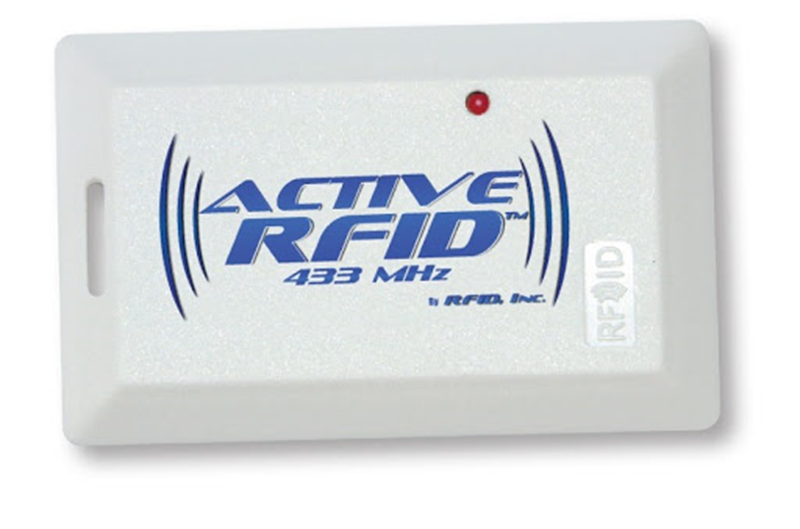 ACTIVE
RFID™
433 MHz
by RFID, Inc.
RFID